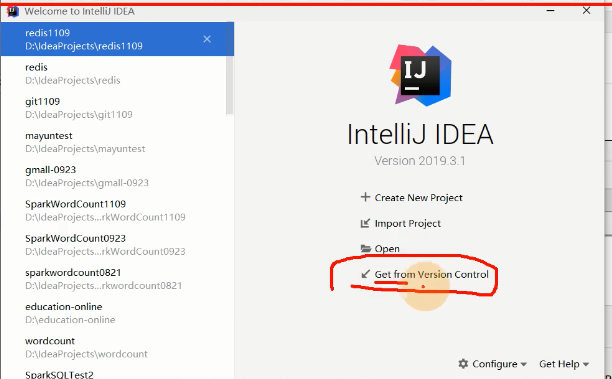 Welcome to IntelliJ IDEA
redis1109
D:\IdeaProjects\redis1109
redis
D:\IdeaProjects\redis
git1109
D:\IdeaProjects\git1109
mayuntest
D:\IdeaProjects\mayuntest
gmall-0923
D:\IdeaProjects\gmall-0923
SparkWordCount1109
D:\IdeaProjects...rkWordCount1109
SparkWordCount0923
D:\IdeaProjects...rkWordCount0923
sparkwordcount0821
D:\IdeaProjects...rkwordcount0821
education-online
D:\education-online
wordcount
D:\IdeaProjects\wordcount
SparkSQLTest2
IJ
IntelliJ IDEA
Version 2019.3.1
Create New Project
Import Project
Open
Get from Version Control
Configure
Get Help